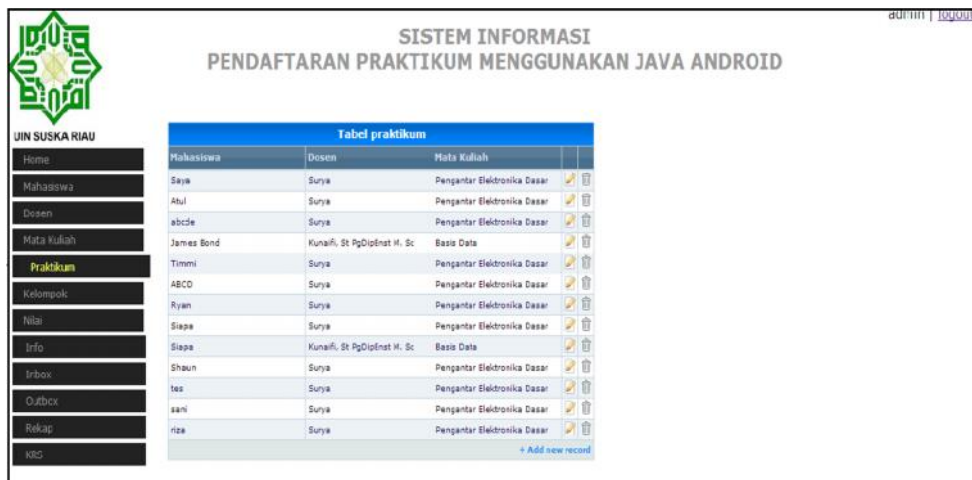 admin | logout
SISTEM INFORMASI
PENDAFTARAN PRAKTIKUM MENGGUNAKAN JAVA ANDROID
UIN SUSKA RIAU
Home
Mahasiswa
Dosen
Mata Kuliah
Praktikum
Kelompok
Nilai
Info
Inbox
Outbox
Rekap
KRS
Tabel praktikum
Mahasiswa Dosen Mata Kuliah
Saya Surya Pengantar Elektronika Dasar
Atul Surya Pengantar Elektronika Dasar
abcde Surya Pengantar Elektronika Dasar
James Bond Kunaifi, St PgDipEnst M. Sc Basis Data
Timmi Surya Pengantar Elektronika Dasar
ABCD Surya Pengantar Elektronika Dasar
Ryan Surya Pengantar Elektronika Dasar
Siapa Surya Pengantar Elektronika Dasar
Siapa Kunaifi, St PgDipEnst M. Sc Basis Data
Shaun Surya Pengantar Elektronika Dasar
tes Surya Pengantar Elektronika Dasar
sani Surya Pengantar Elektronika Dasar
riza Surya Pengantar Elektronika Dasar
+ Add new record